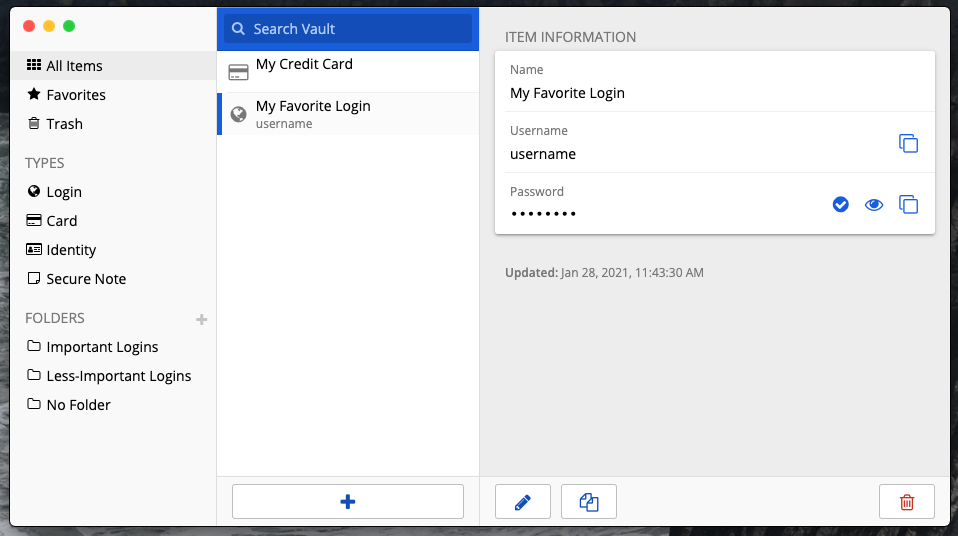 All Items
Favorites
Trash
TYPES
Login
Card
Identity
Secure Note
FOLDERS
Important Logins
Less-Important Logins
No Folder
Search Vault
My Credit Card
My Favorite Login
username
ITEM INFORMATION
Name
My Favorite Login
Username
username
Password
••••••••
Updated: Jan 28, 2021, 11:43:30 AM